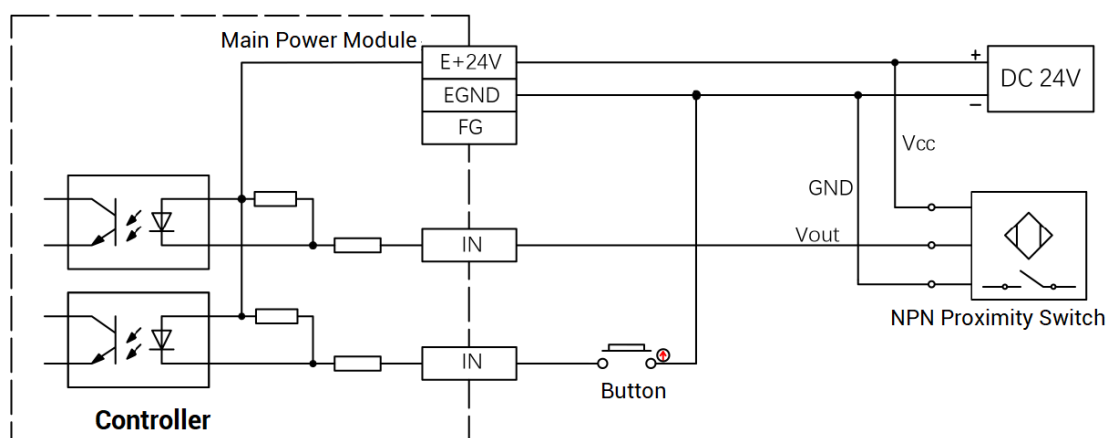 Main Power Module
E+24V
EGND
FG
+
DC 24V
−
Vcc
GND
Vout
IN
NPN Proximity Switch
IN
Button
Controller